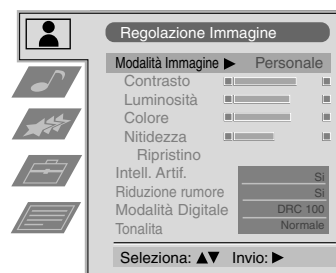 Regolazione Immagine
Modalità Immagine ▶ Personale
Contrasto
Luminosità
Colore
Nitidezza
Ripristino
Intell. Artif. Si
Riduzione rumore Si
Modalità Digitale DRC 100
Tonalita Normale
Seleziona: ▲▼ Invio: ▶